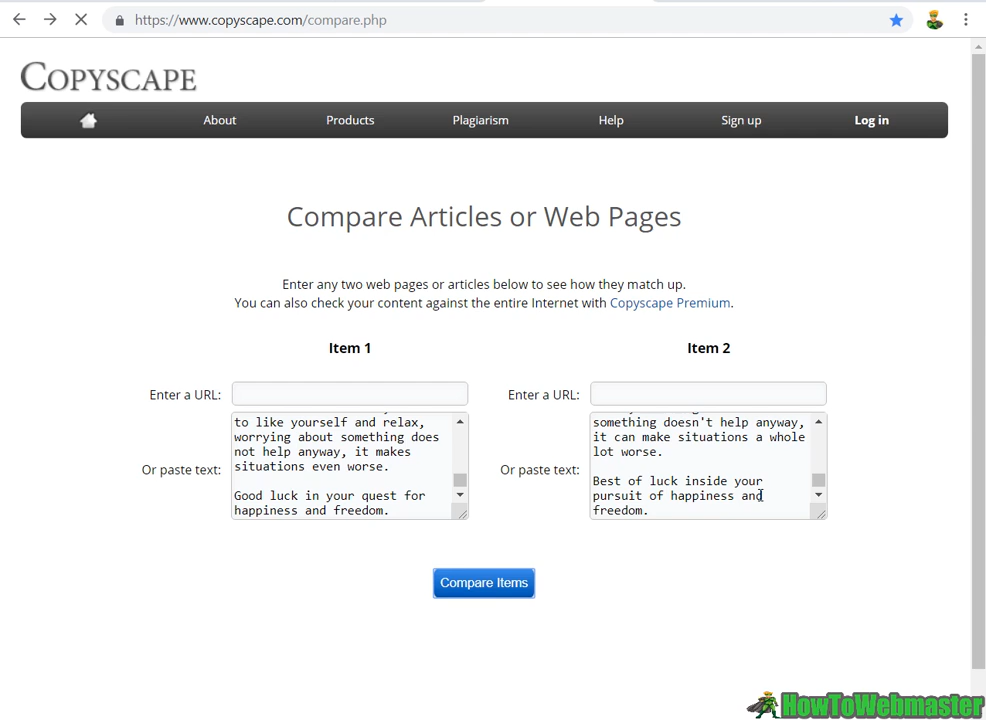 https://www.copyscape.com/compare.php
COPYSCAPE
About Products Plagiarism Help Sign up Log in
Compare Articles or Web Pages
Enter any two web pages or articles below to see how they match up.
You can also check your content against the entire Internet with Copyscape Premium.
Item 1 Item 2
Enter a URL: Enter a URL:
Or paste text:
to like yourself and relax,
worrying about something does
not help anyway, it makes
situations even worse.
Good luck in your quest for
happiness and freedom.
Or paste text:
something doesn't help anyway,
it can make situations a whole
lot worse.
Best of luck inside your
pursuit of happiness and
freedom.
Compare Items
HowToWebmaster